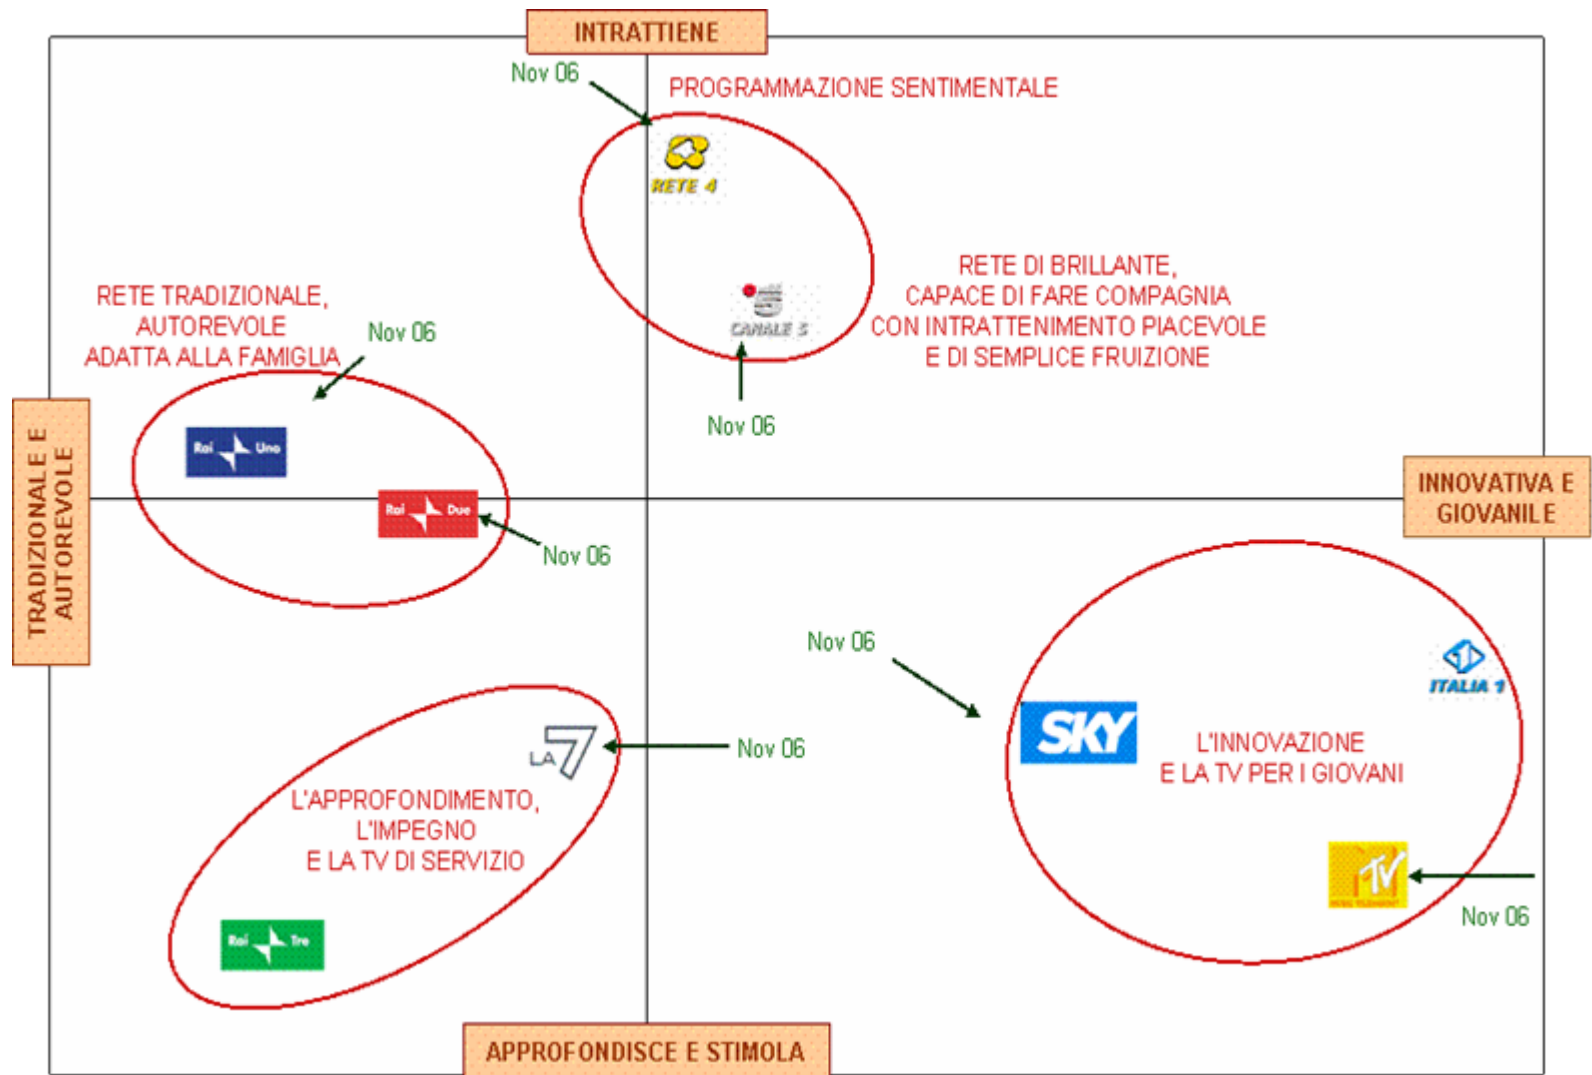 INTRATTIENE
Nov 06
PROGRAMMAZIONE SENTIMENTALE
RETE 4
RETE DI BRILLANTE,
CAPACE DI FARE COMPAGNIA
CON INTRATTENIMENTO PIACEVOLE
E DI SEMPLICE FRUIZIONE
5
CANALE 5
Nov 06
RETE TRADIZIONALE,
AUTOREVOLE
ADATTA ALLA FAMIGLIA
Nov 06
Rai Uno
Rai Due
Nov 06
TRADIZIONALE E
AUTOREVOLE
INNOVATIVA E
GIOVANILE
Nov 06
1
ITALIA 1
SKY
L'INNOVAZIONE
E LA TV PER I GIOVANI
MTV
Nov 06
LA7
Nov 06
L'APPROFONDIMENTO,
L'IMPEGNO
E LA TV DI SERVIZIO
Rai Tre
APPROFONDISCE E STIMOLA